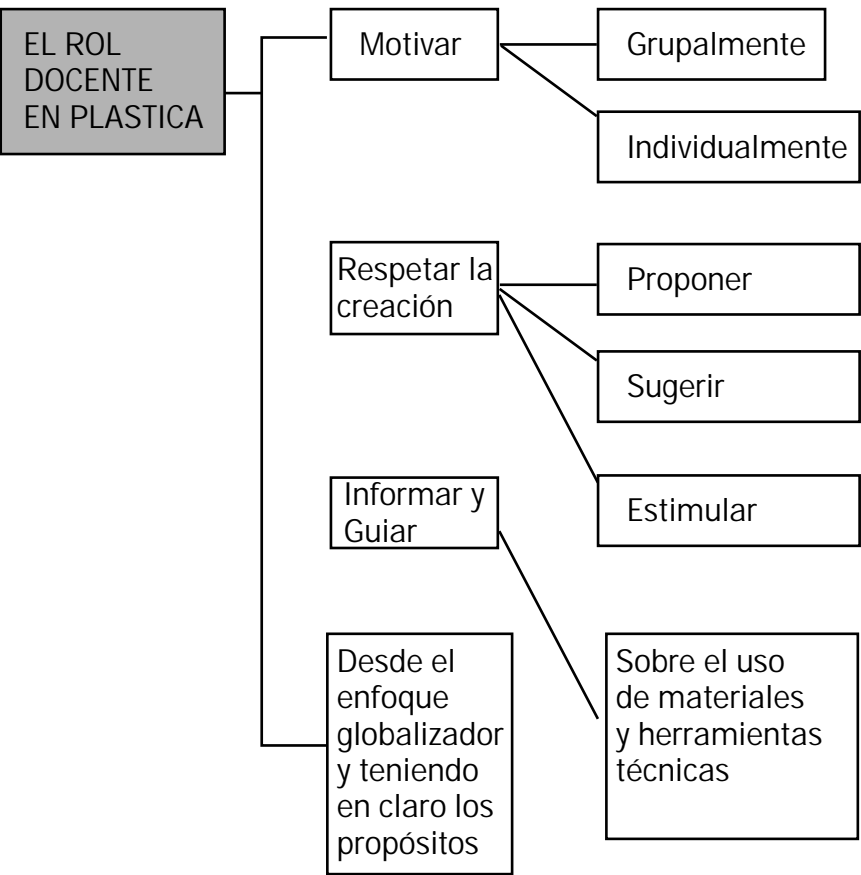 EL ROL
DOCENTE
EN PLASTICA
Motivar
Grupalmente
Individualmente
Respetar la
creación
Proponer
Sugerir
Estimular
Informar y
Guiar
Sobre el uso
de materiales
y herramientas
técnicas
Desde el
enfoque
globalizador
y teniendo
en claro los
propósitos